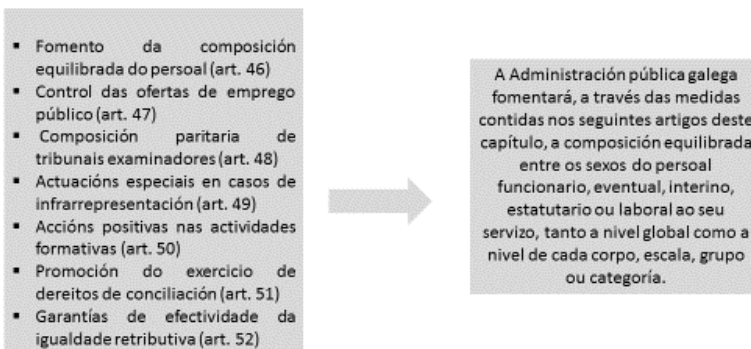 ▪ Fomento da composición
equilibrada do persoal (art. 46)
▪ Control das ofertas de emprego
público (art. 47)
▪ Composición paritaria de
tribunais examinadores (art. 48)
▪ Actuacións especiais en casos de
infrarrepresentación (art. 49)
▪ Accións positivas nas actividades
formativas (art. 50)
▪ Promoción do exercicio de
dereitos de conciliación (art. 51)
▪ Garantías de efectividade da
igualdade retributiva (art. 52)
A Administración pública galega
fomentará, a través das medidas
contidas nos seguintes artigos deste
capítulo, a composición equilibrada
entre os sexos do persoal
funcionario, eventual, interino,
estatutario ou laboral ao seu
servizo, tanto a nivel global como a
nivel de cada corpo, escala, grupo
ou categoría.